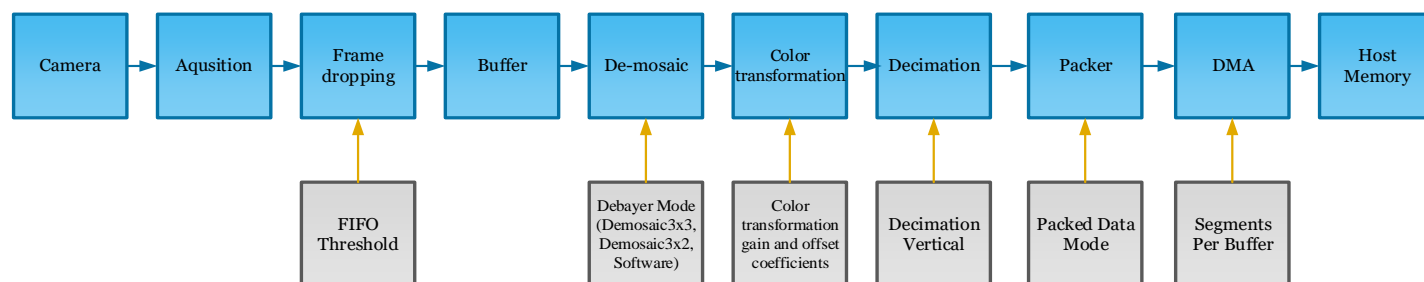 Camera
Aqusition
Frame
dropping
Buffer
De-mosaic
Color
transformation
Decimation
Packer
DMA
Host
Memory
FIFO
Threshold
Debayer Mode
(Demosaic3x3,
Demosaic3x2,
Software)
Color
transformation
gain and offset
coefficients
Decimation
Vertical
Packed Data
Mode
Segments
Per Buffer